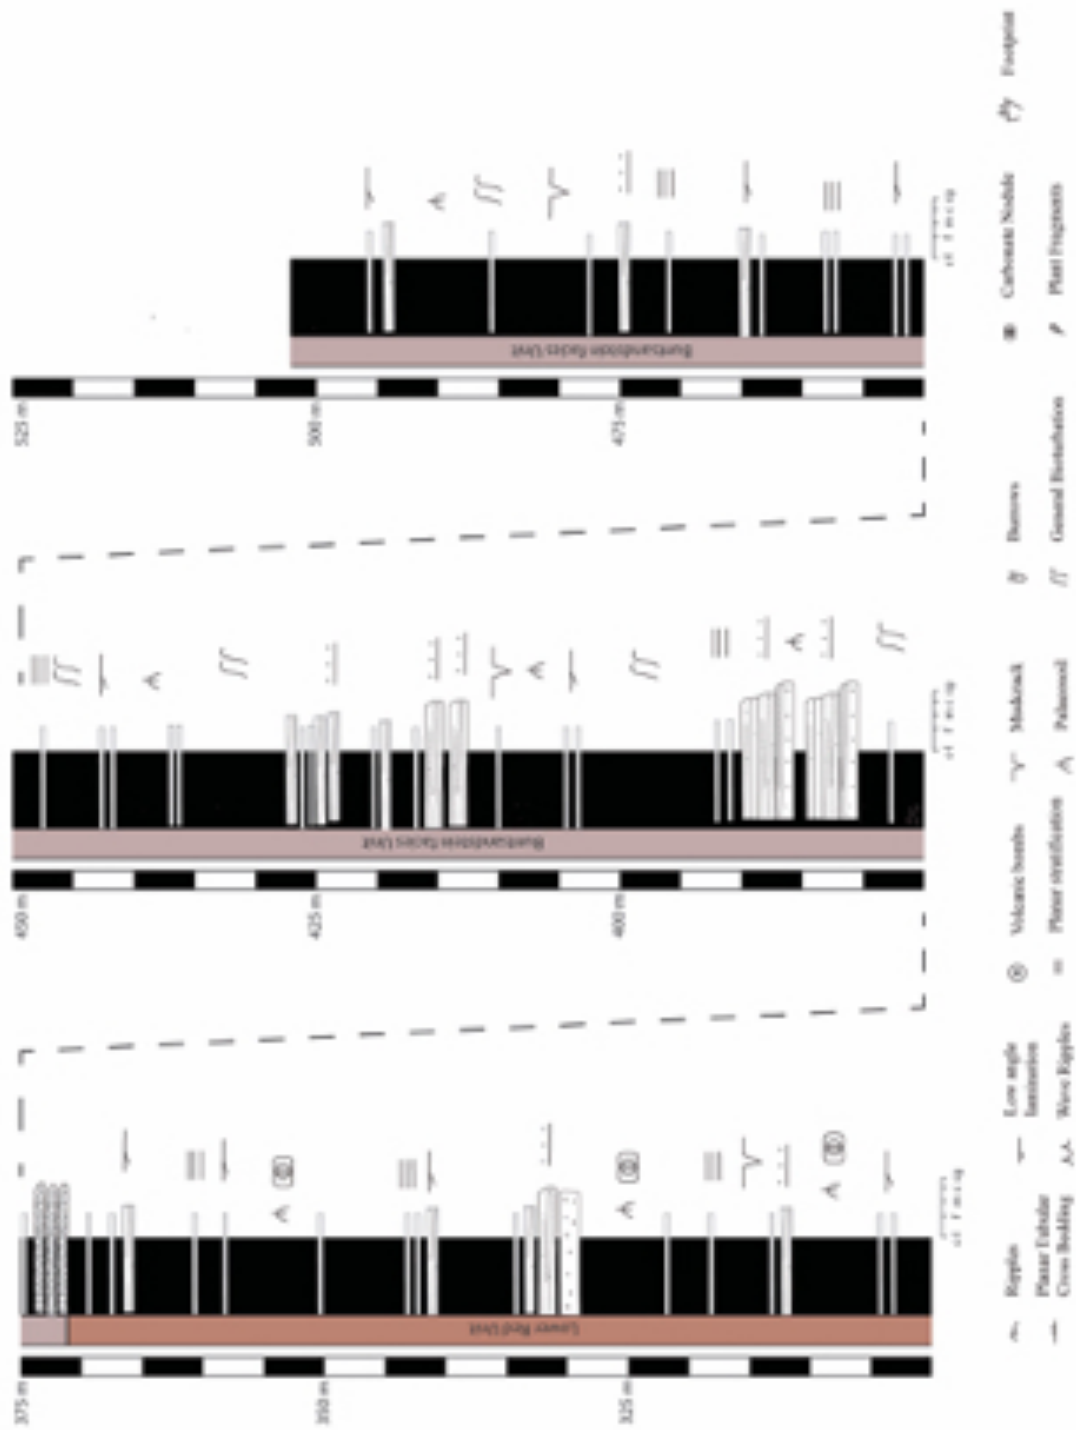 525 m
500 m
475 m
Buntsandstein facies Unit
450 m
425 m
400 m
Buntsandstein facies Unit
375 m
350 m
325 m
Lower Red Unit
Ripples
Low angle
lamination
Volcanic bombs
Mudcrack
Burrows
Carbonate Nodule
Footprint
Planar Tubular
Cross Bedding
Wave Ripples
Planar stratification
Paleosoil
General Bioturbation
Plant Fragments